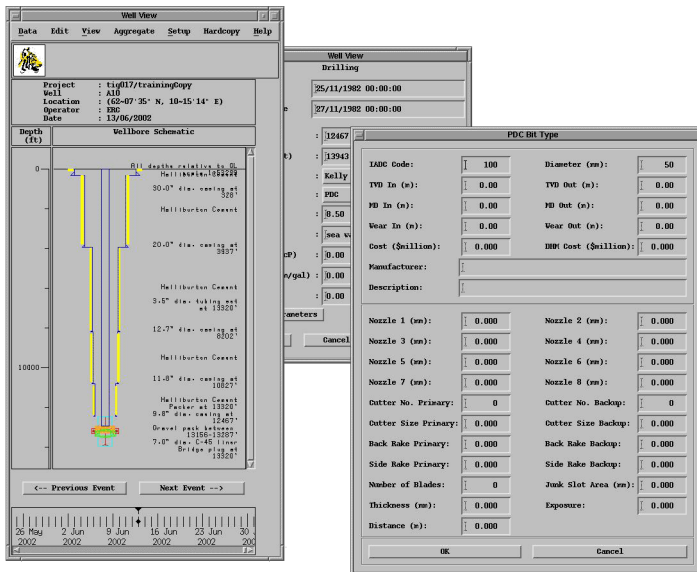 Well View
Data Edit View Aggregate Setup Hardcopy Help
Project : tig017/trainingCopy
Well : A10
Location : (62-07'35" N, 10-15'14" E)
Operator : ERC
Date : 13/06/2002
Depth (ft)
Wellbore Schematic
All depths relative to GL
Halliburton Cement
30.0" dia. casing at
328'
Halliburton Cement
20.0" dia. casing at
3937'
Halliburton Cement
3.5" dia. tubing set
at 13320'
12.7" dia. casing at
8202'
Halliburton Cement
11.8" dia. casing at
10827'
Halliburton Cement
Packer at 13320'
9.8" dia. casing at
12467'
Gravel pack between
13156-13287'
7.0" dia. C-45 liner
Bridge plug at
13320'
0
10000
<-- Previous Event
Next Event -->
26 May 2 Jun 9 Jun 16 Jun 23 Jun 30
2002 2002 2002 2002 2002 200
Well View
Drilling
25/11/1982 00:00:00
27/11/1982 00:00:00
: 12467
t) : 13943
: Kelly
: PDC
: 8.50
: sea wa
cP) : 0.00
n/gal) : 0.00
: 0.00
rameters
Cancel
PDC Bit Type
IADC Code: 100 Diameter (mm): 50
TVD In (m): 0.00 TVD Out (m): 0.00
MD In (m): 0.00 MD Out (m): 0.00
Wear In (m): 0.00 Wear Out (m): 0.00
Cost ($million): 0.000 DHM Cost ($million): 0.000
Manufacturer:
Description:
Nozzle 1 (mm): 0.000 Nozzle 2 (mm): 0.000
Nozzle 3 (mm): 0.000 Nozzle 4 (mm): 0.000
Nozzle 5 (mm): 0.000 Nozzle 6 (mm): 0.000
Nozzle 7 (mm): 0.000 Nozzle 8 (mm): 0.000
Cutter No. Primary: 0 Cutter No. Backup: 0
Cutter Size Primary: 0.000 Cutter Size Backup: 0.000
Back Rake Primary: 0.000 Back Rake Backup: 0.000
Side Rake Primary: 0.000 Side Rake Backup: 0.000
Number of Blades: 0 Junk Slot Area (mm): 0.000
Thickness (mm): 0.000 Exposure: 0.000
Distance (m): 0.000
OK Cancel